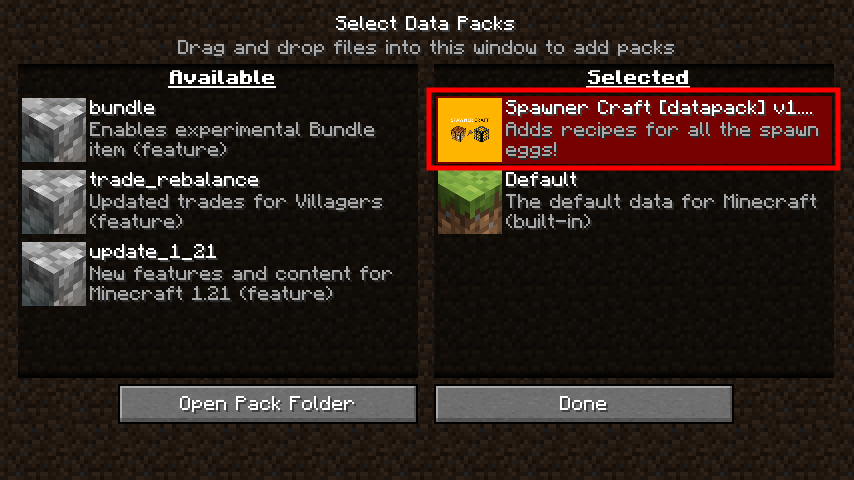 Select Data Packs
Drag and drop files into this window to add packs
Available
bundle
Enables experimental Bundle
item (feature)
trade_rebalance
Updated trades for Villagers
(feature)
update_1_21
New features and content for
Minecraft 1.21 (feature)
Selected
SPAWNER CRAFT
Spawner Craft [datapack] v1....
Adds recipes for all the spawn
eggs!
Default
The default data for Minecraft
(built-in)
Open Pack Folder
Done